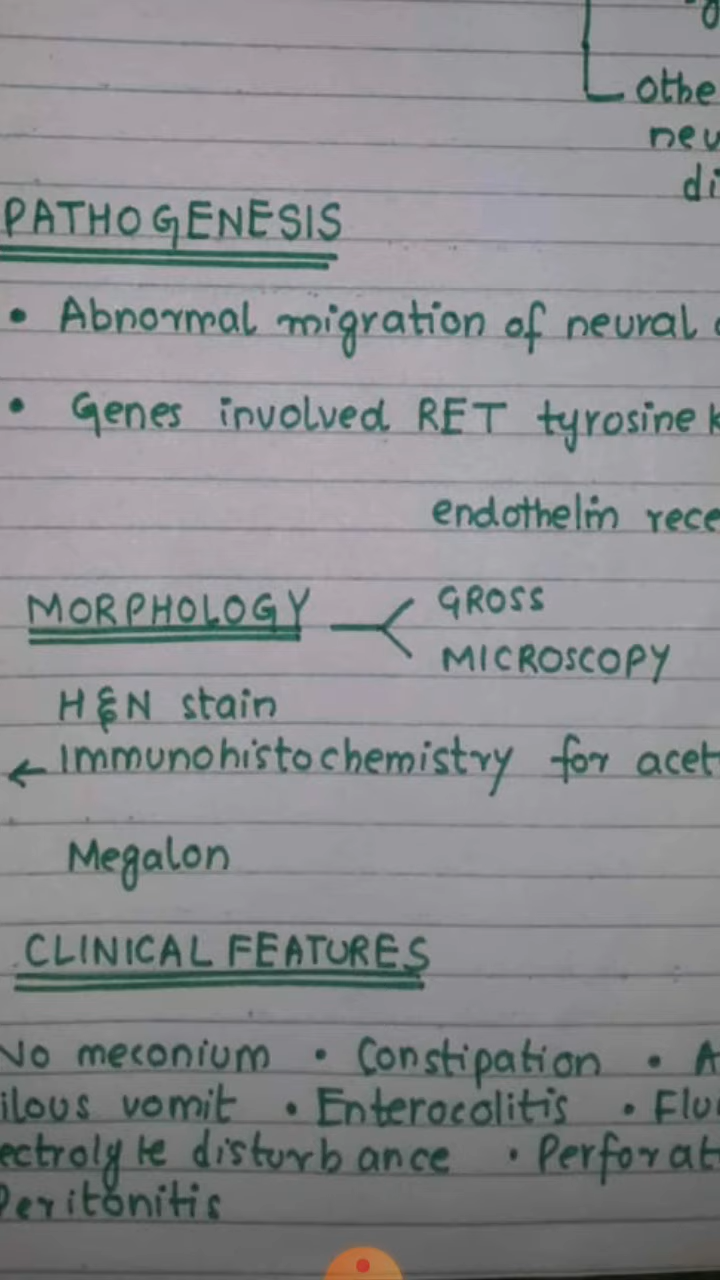 othe
neu
di
PATHOGENESIS
• Abnormal migration of neural
• Genes involved RET tyrosine k
endothelin rece
MORPHOLOGY
GROSS
MICROSCOPY
H&N stain
← Immunohistochemistry for acet
Megalon
CLINICAL FEATURES
No meconium • Constipation • A
ilous vomit • Enterocolitis • Flu
ectrolyte disturbance • Perforat
Peritonitis